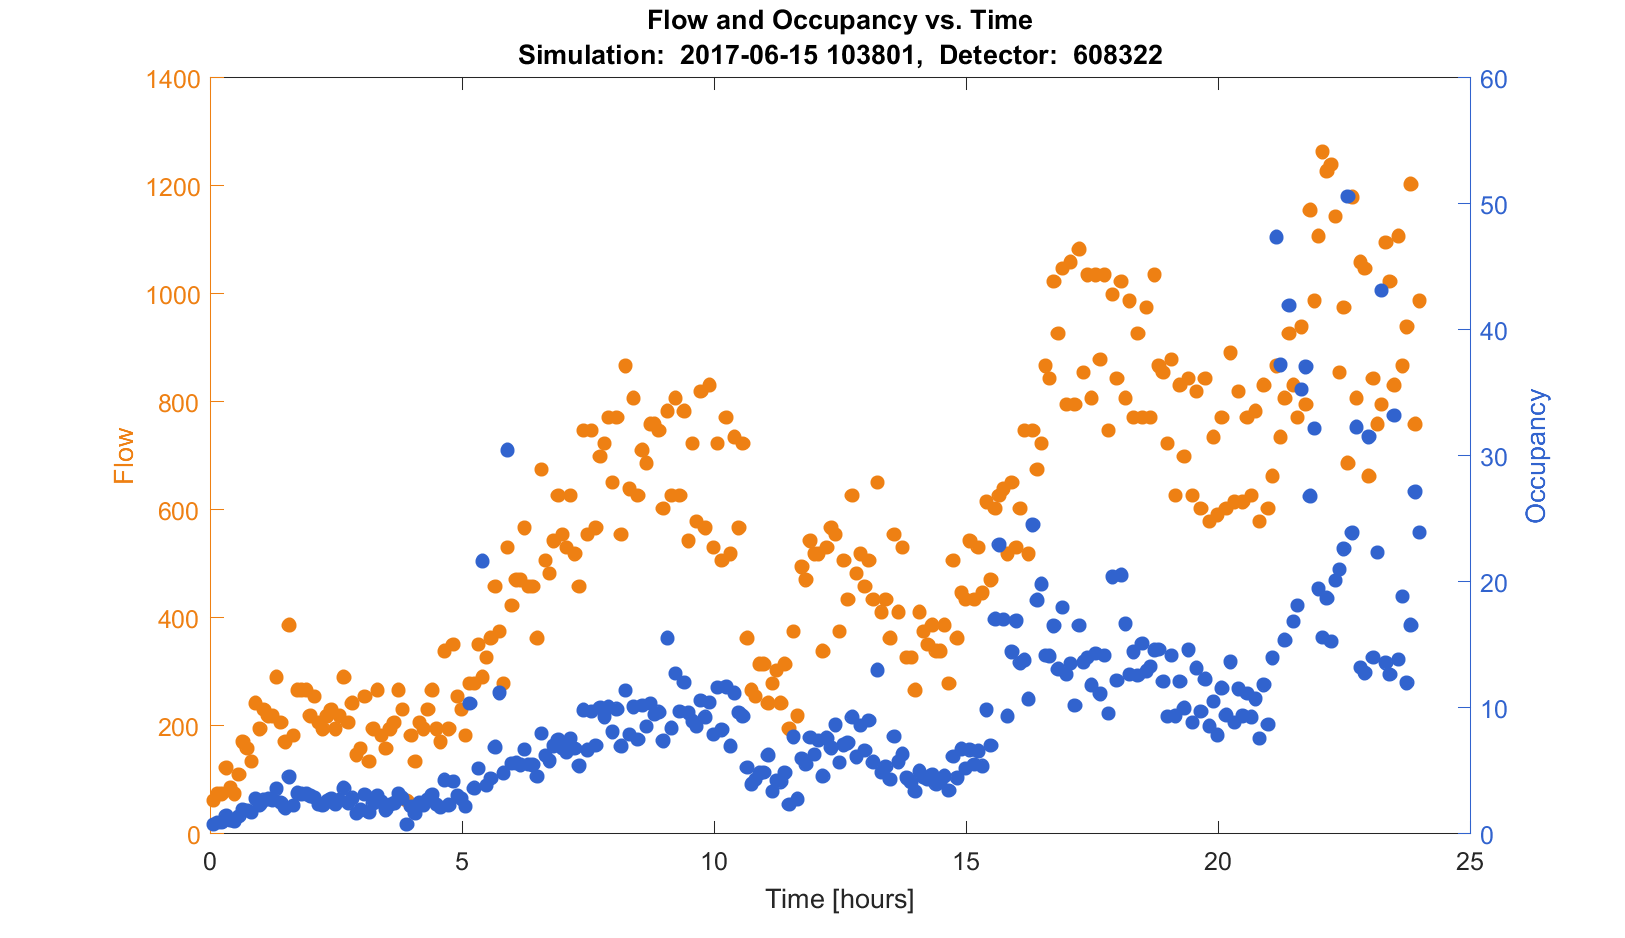 Flow and Occupancy vs. Time
Simulation:  2017-06-15 103801,  Detector:  608322
1400
1200
1000
800
600
400
200
0
Flow
60
50
40
30
20
10
0
Occupancy
0 5 10 15 20 25
Time [hours]